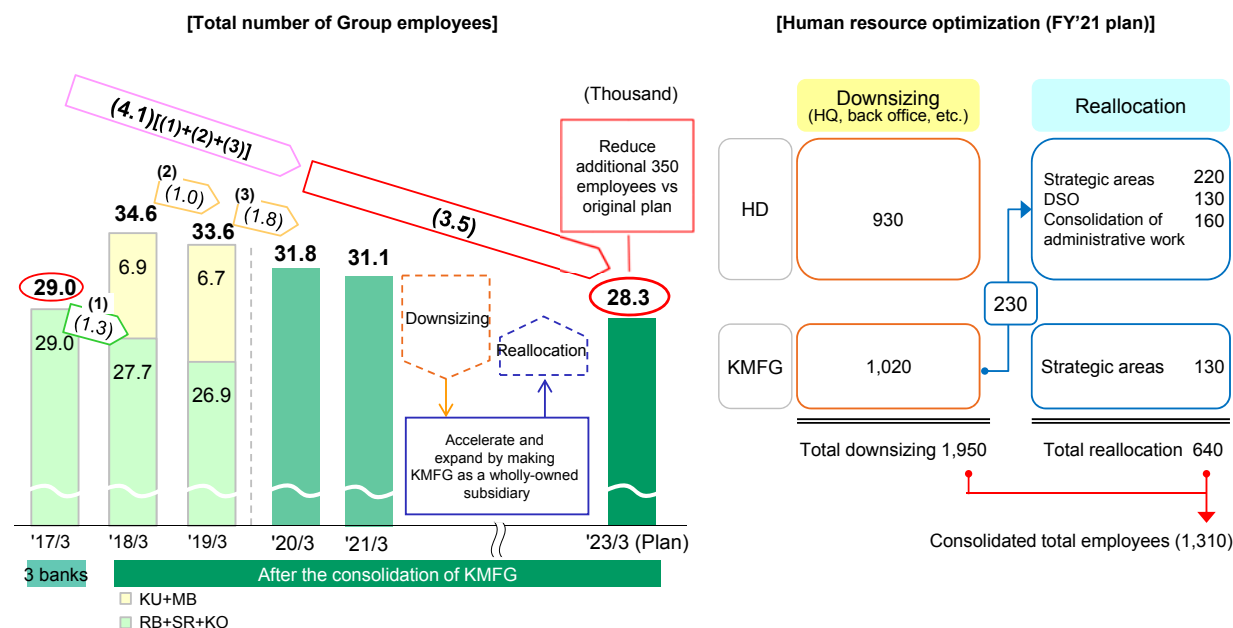 [Total number of Group employees]
(Thousand)
(4.1)[(1)+(2)+(3)]
(3.5)
Reduce
additional 350
employees vs
original plan
(2)
(1.0)
(3)
(1.8)
34.6
33.6
31.8
31.1
28.3
29.0
(1)
(1.3)
6.9
6.7
29.0
27.7
26.9
Downsizing
Reallocation
Accelerate and
expand by making
KMFG as a wholly-owned
subsidiary
'17/3
'18/3
'19/3
'20/3
'21/3
'23/3 (Plan)
3 banks
After the consolidation of KMFG
KU+MB
RB+SR+KO
[Human resource optimization (FY'21 plan)]
Downsizing
(HQ, back office, etc.)
Reallocation
HD
930
Strategic areas 220
DSO 130
Consolidation of 160
administrative work
230
KMFG
1,020
Strategic areas 130
Total downsizing 1,950
Total reallocation 640
Consolidated total employees (1,310)